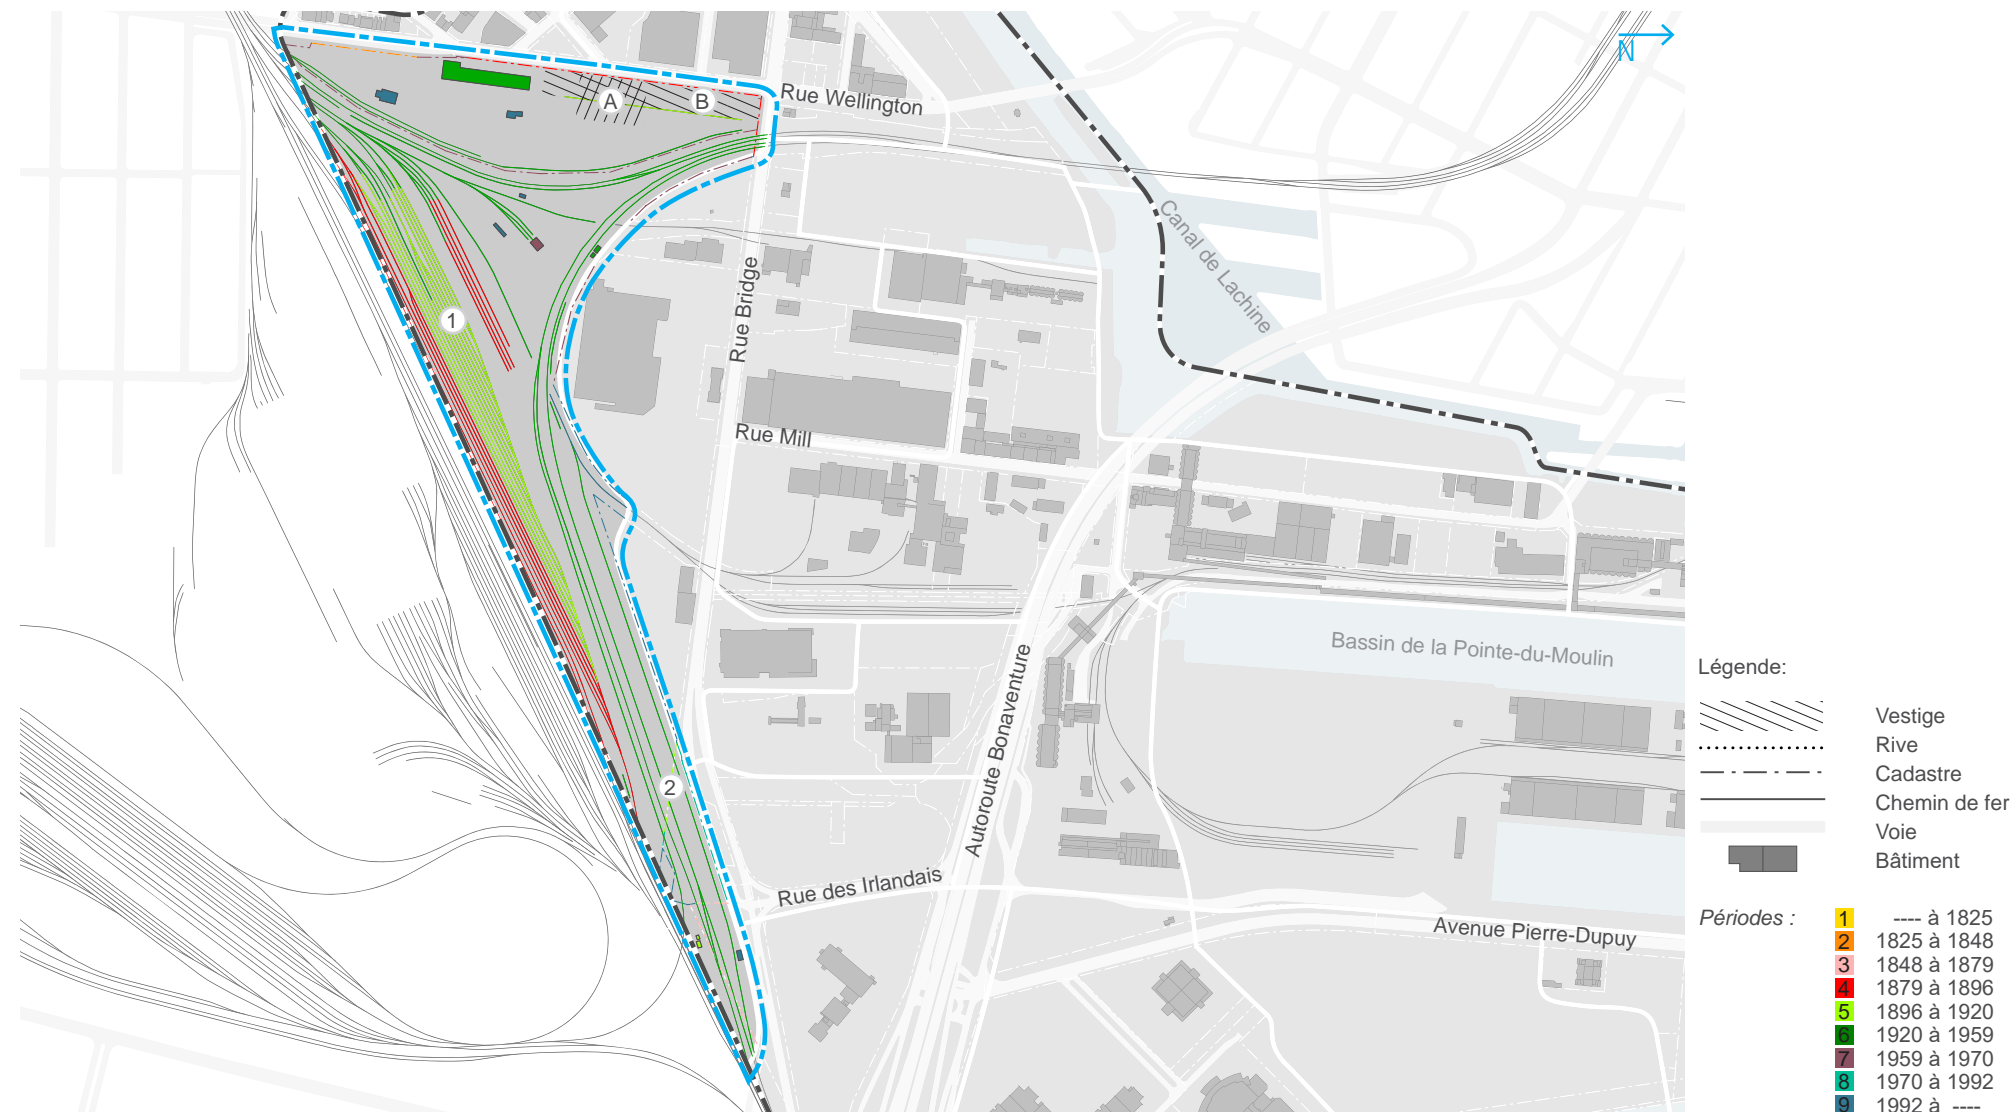 N
A
B
Rue Wellington
Canal de Lachine
Rue Bridge
1
Rue Mill
Bassin de la Pointe-du-Moulin
Autoroute Bonaventure
2
Rue des Irlandais
Avenue Pierre-Dupuy
Légende:
Vestige
Rive
Cadastre
Chemin de fer
Voie
Bâtiment
Périodes :
1 ---- à 1825
2 1825 à 1848
3 1848 à 1879
4 1879 à 1896
5 1896 à 1920
6 1920 à 1959
7 1959 à 1970
8 1970 à 1992
9 1992 à ----